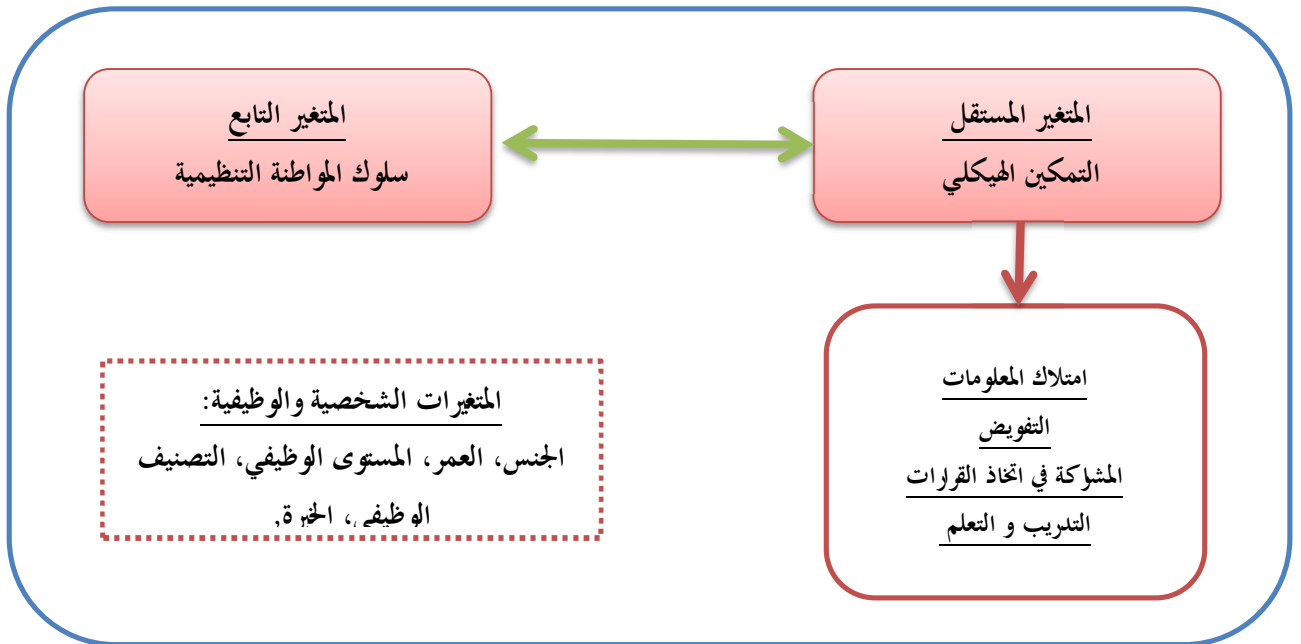 المتغير المستقل
التمكين الهيكلي
المتغير التابع
سلوك المواطنة التنظيمية
امتلاك المعلومات
التفويض
المشاركة في اتخاذ القرارات
التدريب و التعلم
المتغيرات الشخصية والوظيفية:
الجنس، العمر، المستوى الوظيفي، التصنيف
الوظيفي، الخبرة.